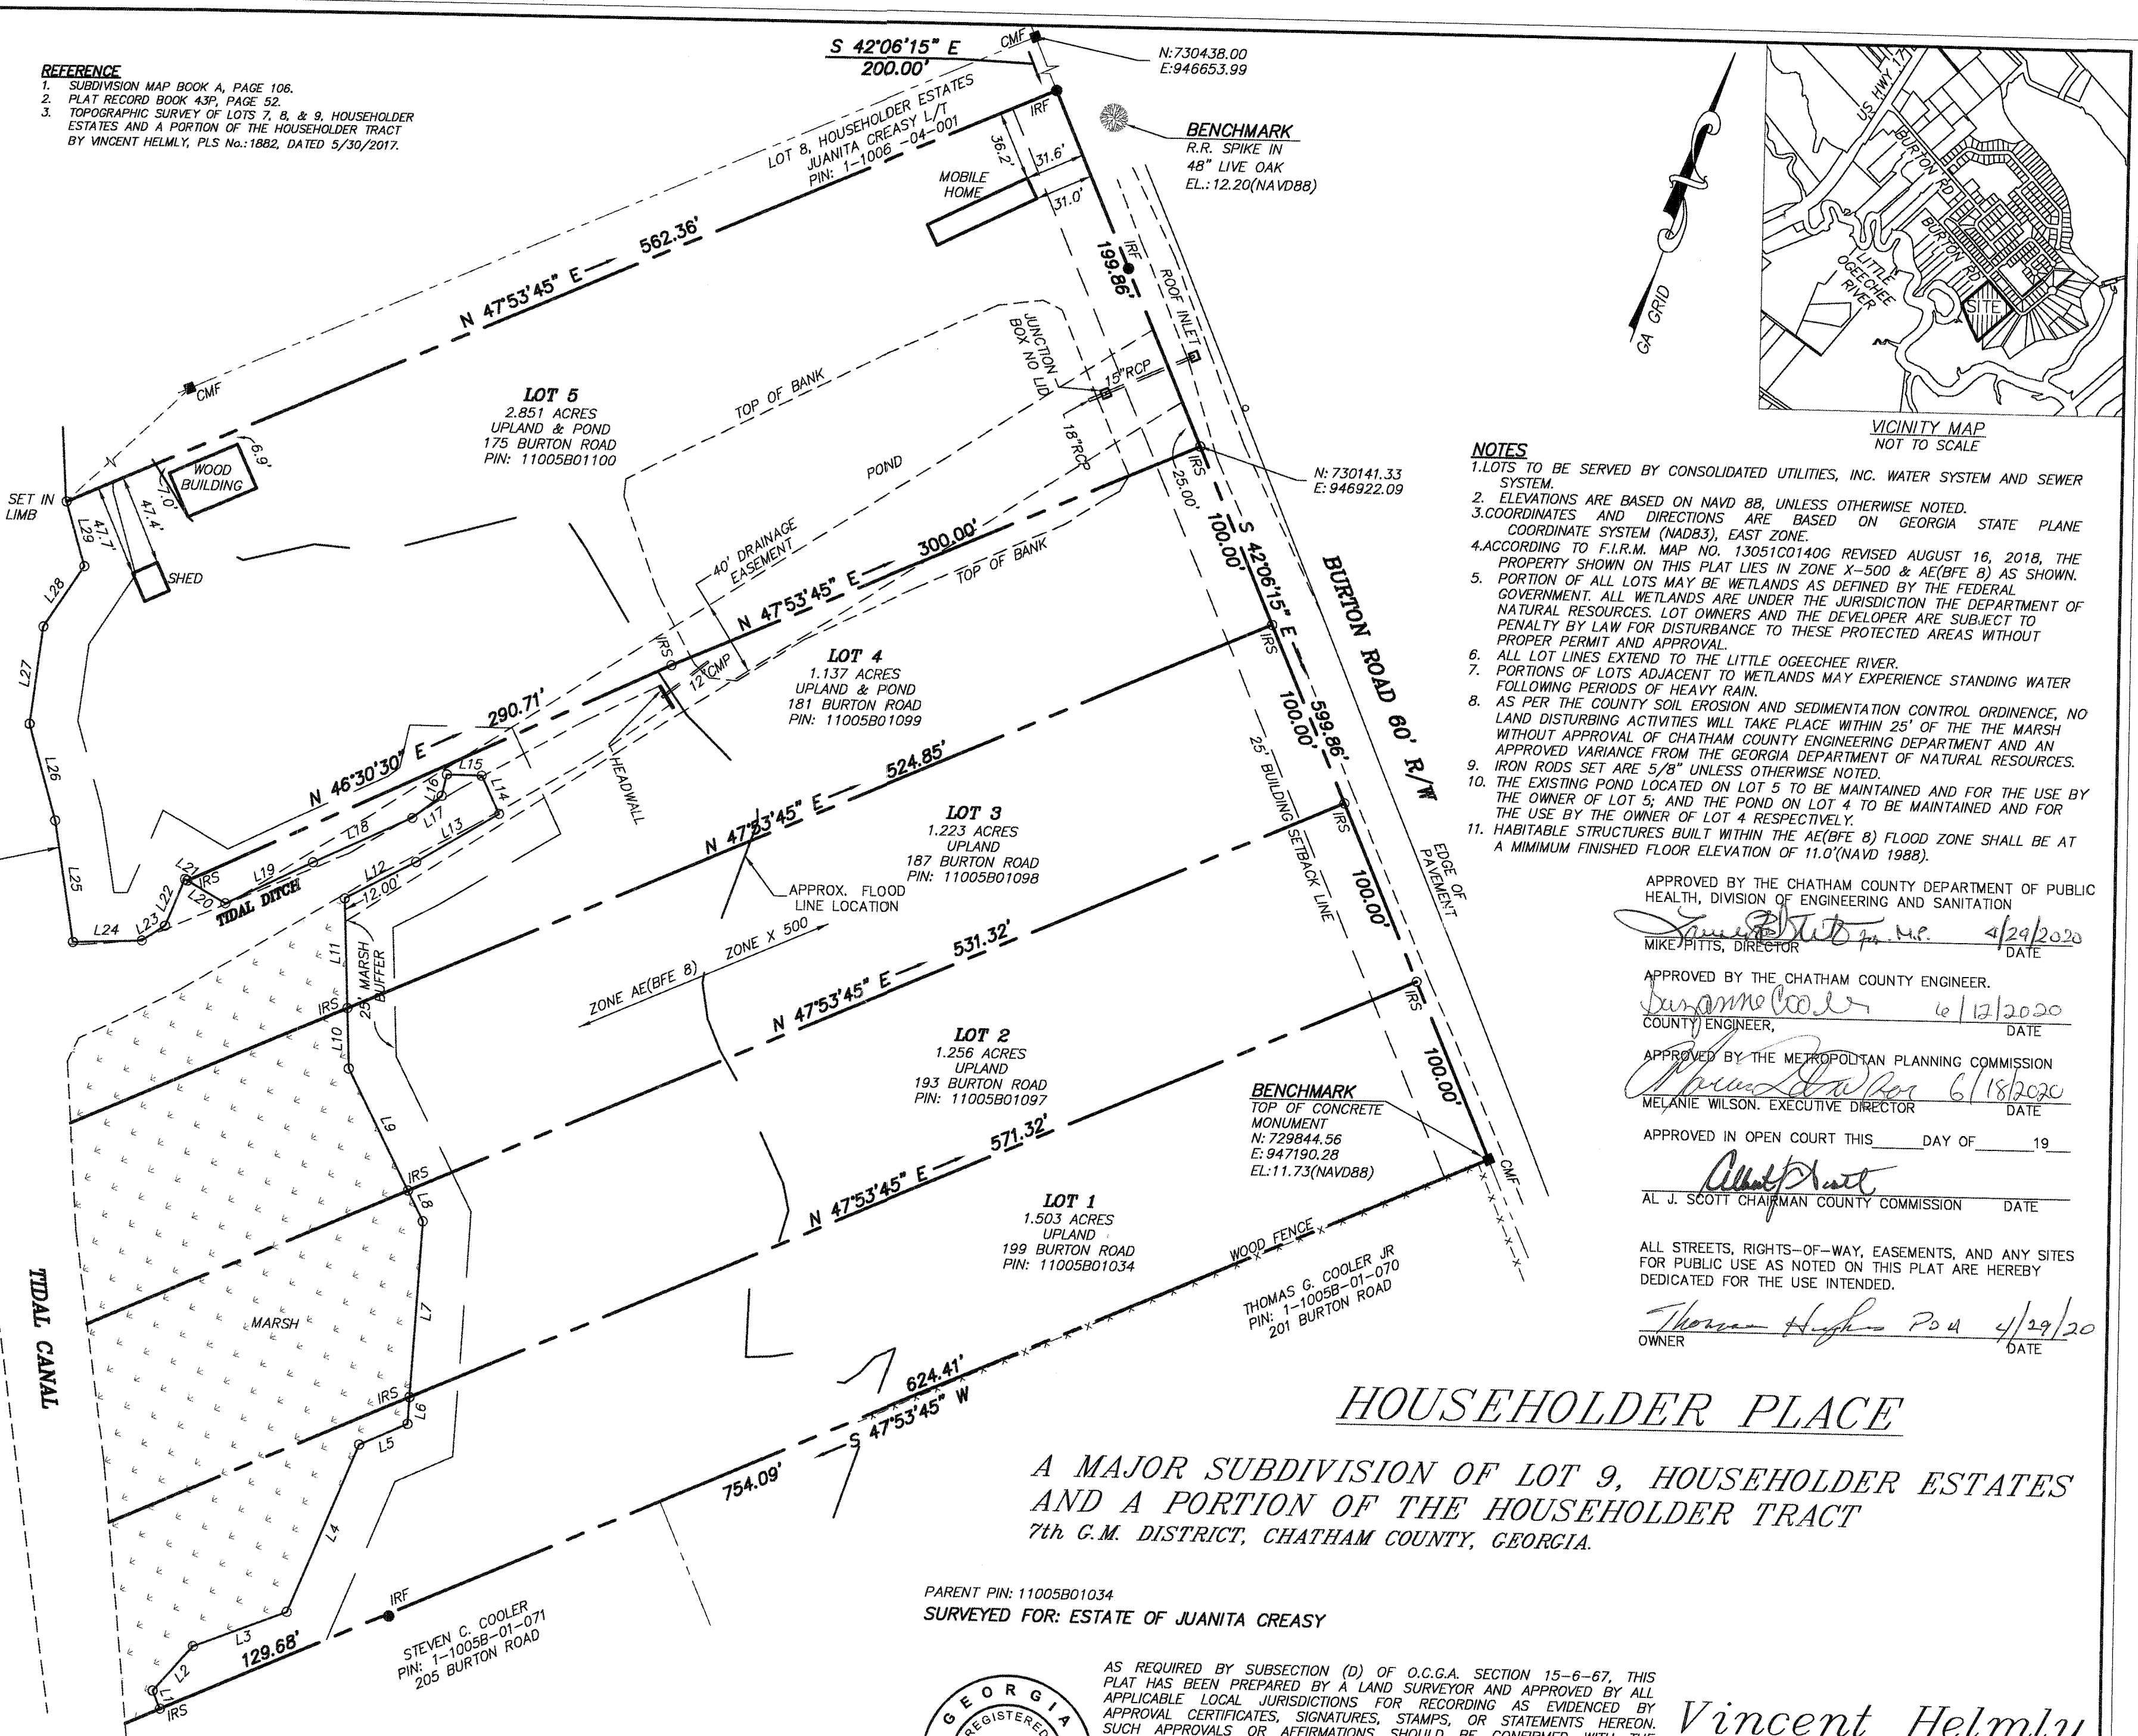 REFERENCE
1. SUBDIVISION MAP BOOK A, PAGE 106.
2. PLAT RECORD BOOK 43P, PAGE 52.
3. TOPOGRAPHIC SURVEY OF LOTS 7, 8, & 9, HOUSEHOLDER
ESTATES AND A PORTION OF THE HOUSEHOLDER TRACT
BY VINCENT HELMLY, PLS No.:1882, DATED 5/30/2017.
S 42°06'15" E
200.00'
CMF
N:730438.00
E:946653.99
LOT 8, HOUSEHOLDER ESTATES
JUANITA CREASY L/T
PIN: 1-1006 -04-001
IRF
BENCHMARK
R.R. SPIKE IN
48" LIVE OAK
EL.:12.20(NAVD88)
36.2'
31.6'
31.0'
MOBILE
HOME
N 47°53'45" E
562.36'
IRF
199.86'
ROOF INLET
JUNCTION
BOX NO LID
15"RCP
18"RCP
GA GRID
US HWY 17
BURTON RD
BURTON RD
LITTLE
OGEECHEE
RIVER
SITE
VICINITY MAP
NOT TO SCALE
CMF
LOT 5
2.851 ACRES
UPLAND & POND
175 BURTON ROAD
PIN: 11005B01100
TOP OF BANK
POND
WOOD
BUILDING
6.9'
7.0'
47.4'
47.7'
SHED
SET IN
LIMB
L29
L28
L27
L26
L25
L24
L23
L22
L21
IRS
L20
L19
L18
L17
L16
L15
L14
L13
L12
TIDAL DITCH
12.00'
40' DRAINAGE
EASEMENT
IRS
25.00'
N: 730141.33
E: 946922.09
N 47°53'45" E
300.00'
TOP OF BANK
IRS
12"CMP
N 46°30'30" E
290.71'
HEADWALL
LOT 4
1.137 ACRES
UPLAND & POND
181 BURTON ROAD
PIN: 11005B01099
100.00'
S 42°06'15" E
599.86'
IRS
100.00'
BURTON ROAD 60' R/W
25' BUILDING SETBACK LINE
EDGE OF
PAVEMENT
N 47°53'45" E
524.85'
LOT 3
1.223 ACRES
UPLAND
187 BURTON ROAD
PIN: 11005B01098
IRS
100.00'
APPROX. FLOOD
LINE LOCATION
ZONE AE(BFE 8)
ZONE X 500
N 47°53'45" E
531.32'
LOT 2
1.256 ACRES
UPLAND
193 BURTON ROAD
PIN: 11005B01097
IRS
100.00'
BENCHMARK
TOP OF CONCRETE
MONUMENT
N: 729844.56
E: 947190.28
EL:11.73(NAVD88)
CMF
N 47°53'45" E
571.32'
LOT 1
1.503 ACRES
UPLAND
199 BURTON ROAD
PIN: 11005B01034
WOOD FENCE
THOMAS G. COOLER JR
PIN: 1-1005B-01-070
201 BURTON ROAD
624.41'
S 47°53'45" W
754.09'
L11
25' MARSH
BUFFER
IRS
L10
L9
IRS
L8
L7
MARSH
IRS
L6
L5
L4
L3
L2
L1
IRS
129.68'
IRF
STEVEN C. COOLER
PIN: 1-1005B-01-071
205 BURTON ROAD
TIDAL CANAL
NOTES
1.LOTS TO BE SERVED BY CONSOLIDATED UTILITIES, INC. WATER SYSTEM AND SEWER
SYSTEM.
2. ELEVATIONS ARE BASED ON NAVD 88, UNLESS OTHERWISE NOTED.
3.COORDINATES AND DIRECTIONS ARE BASED ON GEORGIA STATE PLANE
COORDINATE SYSTEM (NAD83), EAST ZONE.
4.ACCORDING TO F.I.R.M. MAP NO. 13051C0140G REVISED AUGUST 16, 2018, THE
PROPERTY SHOWN ON THIS PLAT LIES IN ZONE X-500 & AE(BFE 8) AS SHOWN.
5. PORTION OF ALL LOTS MAY BE WETLANDS AS DEFINED BY THE FEDERAL
GOVERNMENT. ALL WETLANDS ARE UNDER THE JURISDICTION THE DEPARTMENT OF
NATURAL RESOURCES. LOT OWNERS AND THE DEVELOPER ARE SUBJECT TO
PENALTY BY LAW FOR DISTURBANCE TO THESE PROTECTED AREAS WITHOUT
PROPER PERMIT AND APPROVAL.
6. ALL LOT LINES EXTEND TO THE LITTLE OGEECHEE RIVER.
7. PORTIONS OF LOTS ADJACENT TO WETLANDS MAY EXPERIENCE STANDING WATER
FOLLOWING PERIODS OF HEAVY RAIN.
8. AS PER THE COUNTY SOIL EROSION AND SEDIMENTATION CONTROL ORDINENCE, NO
LAND DISTURBING ACTIVITIES WILL TAKE PLACE WITHIN 25' OF THE THE MARSH
WITHOUT APPROVAL OF CHATHAM COUNTY ENGINEERING DEPARTMENT AND AN
APPROVED VARIANCE FROM THE GEORGIA DEPARTMENT OF NATURAL RESOURCES.
9. IRON RODS SET ARE 5/8" UNLESS OTHERWISE NOTED.
10. THE EXISTING POND LOCATED ON LOT 5 TO BE MAINTAINED AND FOR THE USE BY
THE OWNER OF LOT 5; AND THE POND ON LOT 4 TO BE MAINTAINED AND FOR
THE USE BY THE OWNER OF LOT 4 RESPECTIVELY.
11. HABITABLE STRUCTURES BUILT WITHIN THE AE(BFE 8) FLOOD ZONE SHALL BE AT
A MIMIMUM FINISHED FLOOR ELEVATION OF 11.0'(NAVD 1988).
APPROVED BY THE CHATHAM COUNTY DEPARTMENT OF PUBLIC
HEALTH, DIVISION OF ENGINEERING AND SANITATION
for M.P. 4/29/2020
MIKE PITTS, DIRECTOR DATE
APPROVED BY THE CHATHAM COUNTY ENGINEER.
Suzanne Cooler 6/12/2020
COUNTY ENGINEER, DATE
APPROVED BY THE METROPOLITAN PLANNING COMMISSION
6/18/2020
MELANIE WILSON. EXECUTIVE DIRECTOR DATE
APPROVED IN OPEN COURT THIS DAY OF 19
Albert J Scott
AL J. SCOTT CHAIRMAN COUNTY COMMISSION DATE
ALL STREETS, RIGHTS-OF-WAY, EASEMENTS, AND ANY SITES
FOR PUBLIC USE AS NOTED ON THIS PLAT ARE HEREBY
DEDICATED FOR THE USE INTENDED.
Thomas Hughes POA 4/29/20
OWNER DATE
HOUSEHOLDER PLACE
A MAJOR SUBDIVISION OF LOT 9, HOUSEHOLDER ESTATES
AND A PORTION OF THE HOUSEHOLDER TRACT
7th G.M. DISTRICT, CHATHAM COUNTY, GEORGIA.
PARENT PIN: 11005B01034
SURVEYED FOR: ESTATE OF JUANITA CREASY
GEORGIA
REGISTERED
AS REQUIRED BY SUBSECTION (D) OF O.C.G.A. SECTION 15-6-67, THIS
PLAT HAS BEEN PREPARED BY A LAND SURVEYOR AND APPROVED BY ALL
APPLICABLE LOCAL JURISDICTIONS FOR RECORDING AS EVIDENCED BY
APPROVAL CERTIFICATES, SIGNATURES, STAMPS, OR STATEMENTS HEREON.
SUCH APPROVALS OR AFFIRMATIONS SHOULD BE CONFIRMED WITH THE
Vincent Helmly